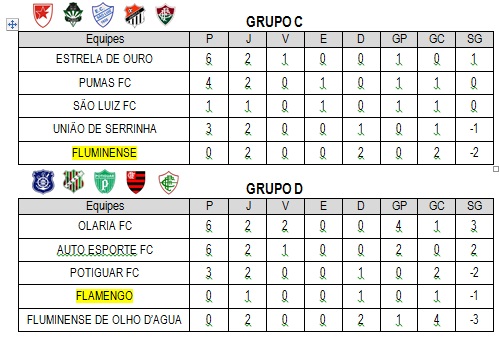 GRUPO C
Equipes P J V E D GP GC SG
ESTRELA DE OURO 6 2 1 0 0 1 0 1
PUMAS FC 4 2 0 1 0 1 1 0
SÃO LUIZ FC 1 1 0 1 0 1 1 0
UNIÃO DE SERRINHA 3 2 0 0 1 0 1 -1
FLUMINENSE 0 2 0 0 2 0 2 -2
GRUPO D
Equipes P J V E D GP GC SG
OLARIA FC 6 2 2 0 0 4 1 3
AUTO ESPORTE FC 6 2 1 0 0 2 0 2
POTIGUAR FC 3 2 0 0 1 0 2 -2
FLAMENGO 0 1 0 0 1 0 1 -1
FLUMINENSE DE OLHO D'AGUA 0 2 0 0 2 1 4 -3